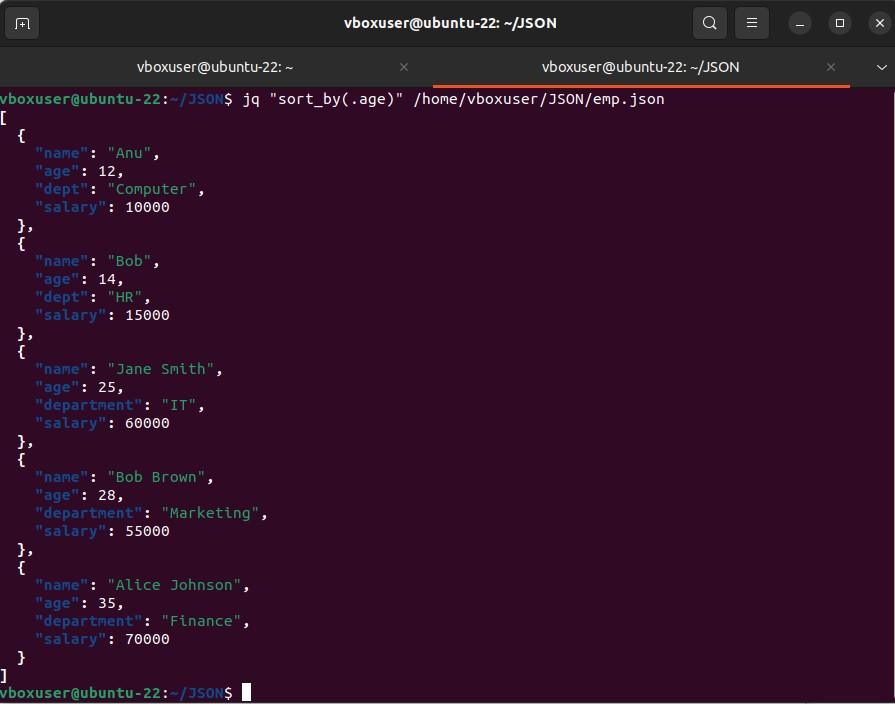 vboxuser@ubuntu-22: ~/JSON
vboxuser@ubuntu-22: ~
vboxuser@ubuntu-22: ~/JSON
vboxuser@ubuntu-22:~/JSON$ jq "sort_by(.age)" /home/vboxuser/JSON/emp.json
[
  {
    "name": "Anu",
    "age": 12,
    "dept": "Computer",
    "salary": 10000
  },
  {
    "name": "Bob",
    "age": 14,
    "dept": "HR",
    "salary": 15000
  },
  {
    "name": "Jane Smith",
    "age": 25,
    "department": "IT",
    "salary": 60000
  },
  {
    "name": "Bob Brown",
    "age": 28,
    "department": "Marketing",
    "salary": 55000
  },
  {
    "name": "Alice Johnson",
    "age": 35,
    "department": "Finance",
    "salary": 70000
  }
]
vboxuser@ubuntu-22:~/JSON$